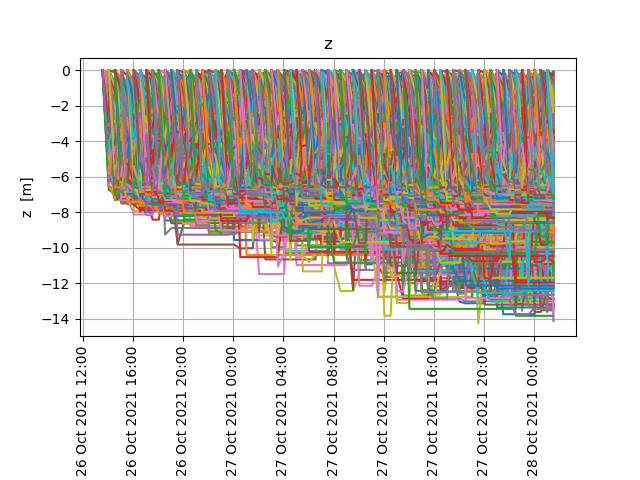 z
0
−2
−4
−6
−8
−10
−12
−14
z [m]
26 Oct 2021 12:00
26 Oct 2021 16:00
26 Oct 2021 20:00
27 Oct 2021 00:00
27 Oct 2021 04:00
27 Oct 2021 08:00
27 Oct 2021 12:00
27 Oct 2021 16:00
27 Oct 2021 20:00
28 Oct 2021 00:00